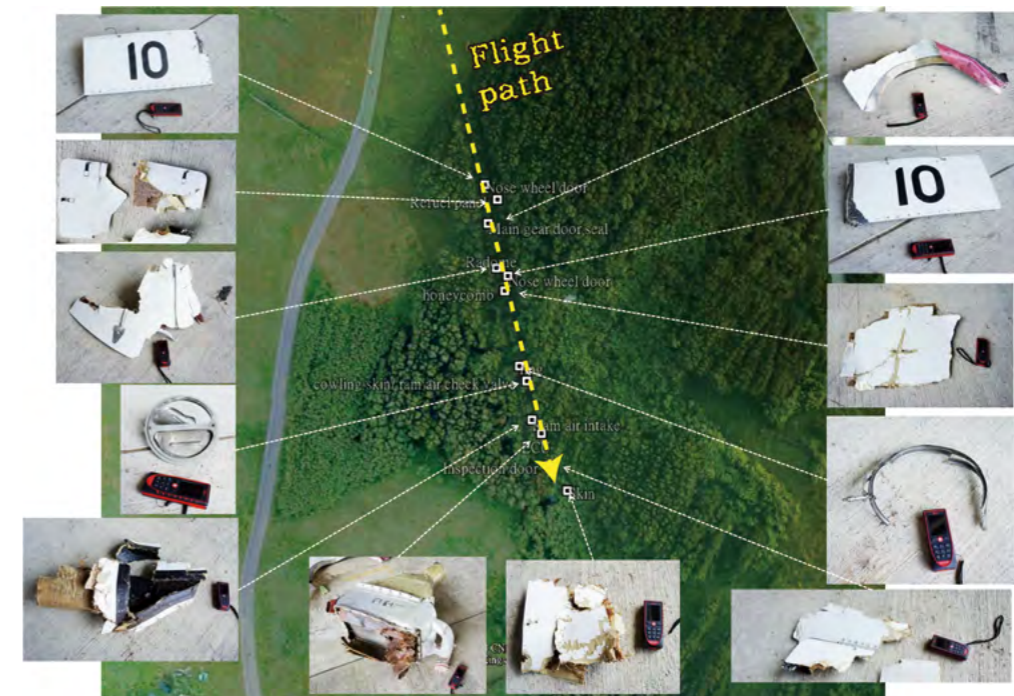 Flight
path
10
10
Nose wheel door
Refuel pan
Main gear door seal
Radome
Nose wheel door
honeycomb
cowling skin/ ram air check valve
Ram air intake
Inspection door
Skin